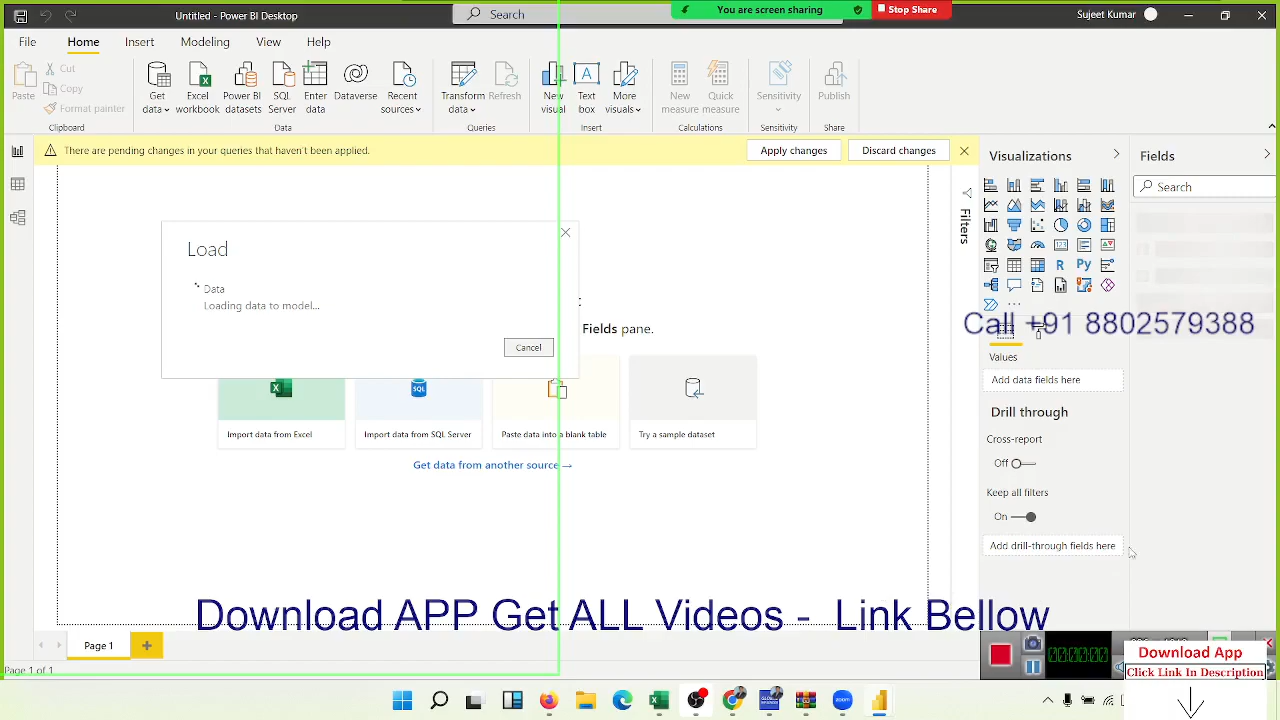 Untitled - Power BI Desktop
Search
You are screen sharing
Stop Share
Sujeet Kumar
File Home Insert Modeling View Help
Paste
Cut
Copy
Format painter
Clipboard
Get data
Excel workbook
Power BI datasets
SQL Server
Enter data
Dataverse
Recent sources
Data
Transform data
Refresh
Queries
New visual
Text box
More visuals
Insert
New measure
Quick measure
Calculations
Sensitivity
Sensitivity
Publish
Share
There are pending changes in your queries that haven't been applied.
Apply changes
Discard changes
Visualizations
Fields
Search
Filters
Load
Data
Loading data to model...
Cancel
Fields pane.
Import data from Excel
Import data from SQL Server
Paste data into a blank table
Try a sample dataset
Get data from another source →
R
Py
Call +91 8802579388
Values
Add data fields here
Drill through
Cross-report
Off
Keep all filters
On
Add drill-through fields here
Download APP Get ALL Videos - Link Bellow
Page 1
Page 1 of 1
Download App
Click Link In Description